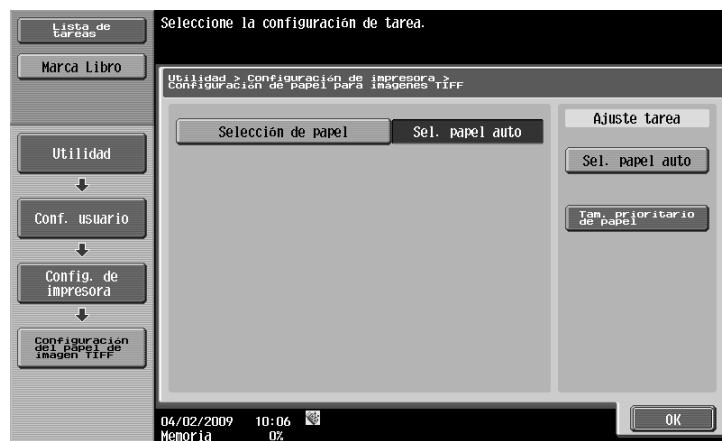 Lista de
tareas
Seleccione la configuración de tarea.
Marca Libro
Utilidad > Configuración de impresora >
Configuración de papel para imágenes TIFF
Selección de papel
Sel. papel auto
Ajuste tarea
Sel. papel auto
Tam. prioritario
de papel
Utilidad
Conf. usuario
Config. de
impresora
Configuración
del papel de
imagen TIFF
04/02/2009 10:06
Memoria 0%
OK